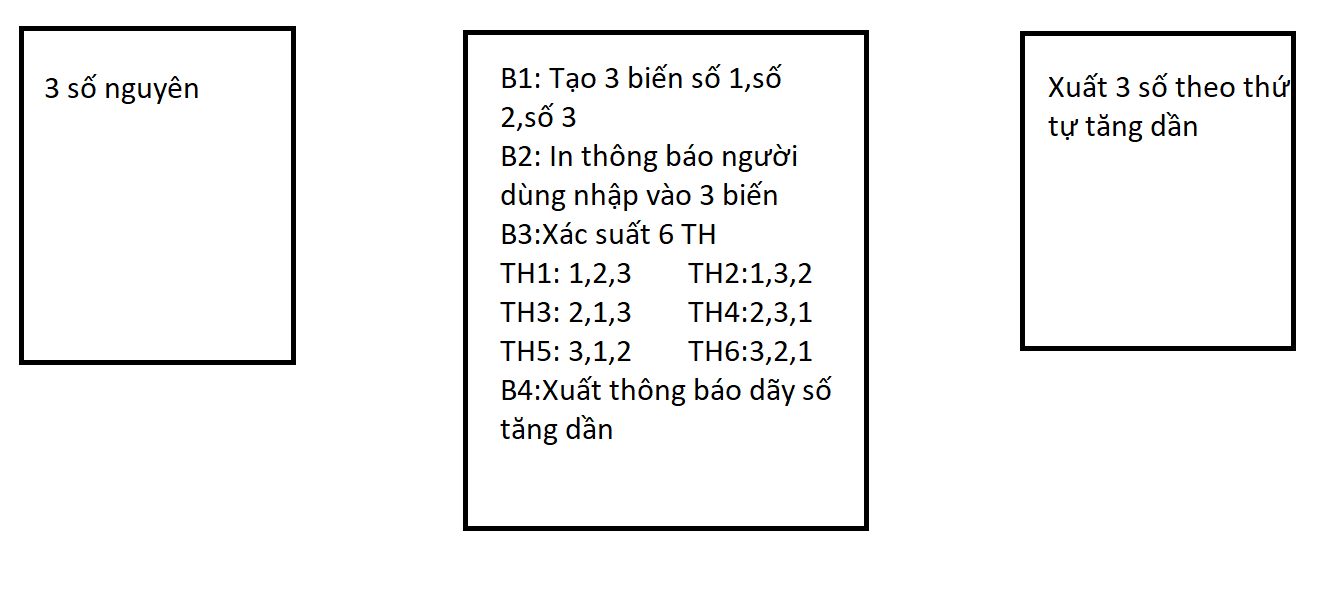 3 số nguyên
B1: Tạo 3 biến số 1,số
2,số 3
B2: In thông báo người
dùng nhập vào 3 biến
B3:Xác suất 6 TH
TH1: 1,2,3 TH2:1,3,2
TH3: 2,1,3 TH4:2,3,1
TH5: 3,1,2 TH6:3,2,1
B4:Xuất thông báo dãy số
tăng dần
Xuất 3 số theo thứ
tự tăng dần